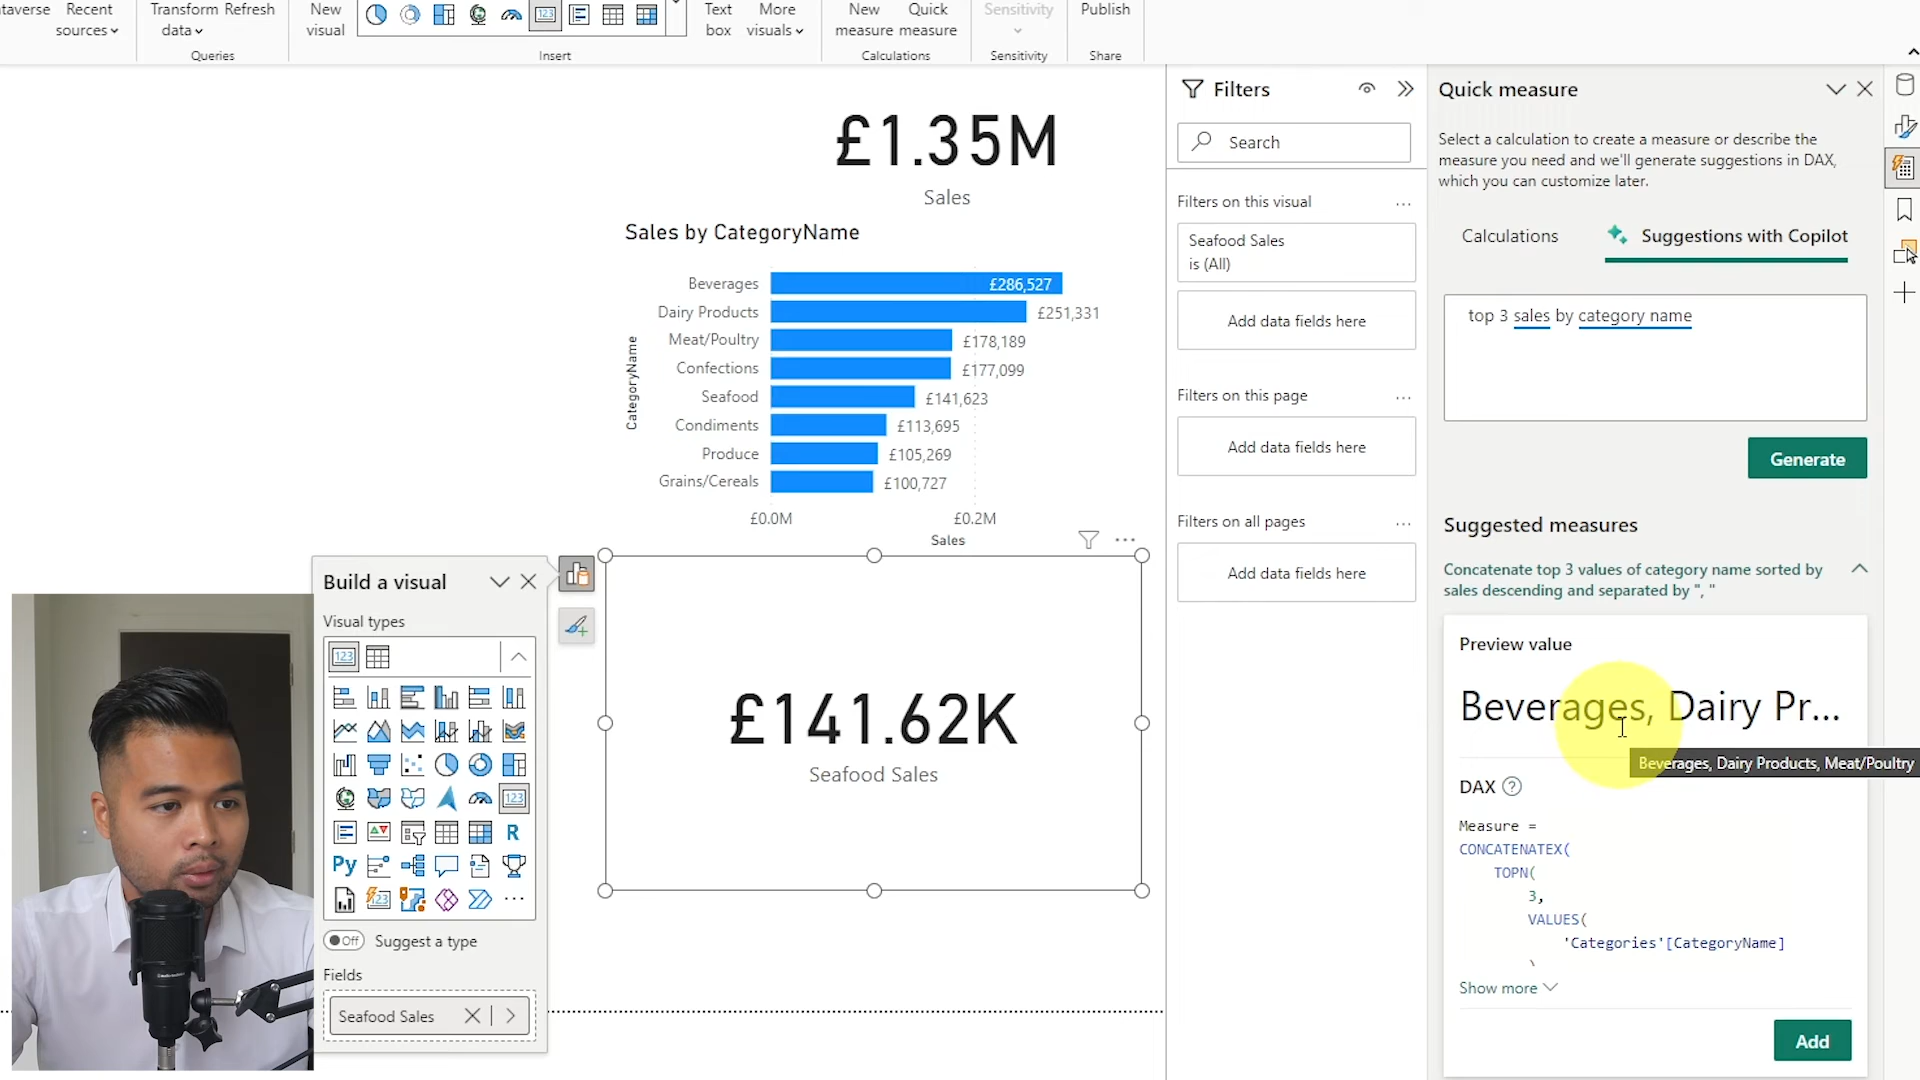 taverse
Recent
sources
Transform
data
Refresh
Queries
New
visual
123
Insert
Text
box
More
visuals
New
measure
Quick
measure
Calculations
Sensitivity
Sensitivity
Publish
Share
£1.35M
Sales
Sales by CategoryName
CategoryName
Beverages £286,527
Dairy Products £251,331
Meat/Poultry £178,189
Confections £177,099
Seafood £141,623
Condiments £113,695
Produce £105,269
Grains/Cereals £100,727
£0.0M £0.2M
Sales
£141.62K
Seafood Sales
Build a visual
Visual types
123
123
R
Py
123
Off Suggest a type
Fields
Seafood Sales
Filters
Search
Filters on this visual
Seafood Sales
is (All)
Add data fields here
Filters on this page
Add data fields here
Filters on all pages
Add data fields here
Quick measure
Select a calculation to create a measure or describe the
measure you need and we'll generate suggestions in DAX,
which you can customize later.
Calculations Suggestions with Copilot
top 3 sales by category name
Generate
Suggested measures
Concatenate top 3 values of category name sorted by
sales descending and separated by ", "
Preview value
Beverages, Dairy Pr...
Beverages, Dairy Products, Meat/Poultry
DAX ?
Measure =
CONCATENATEX(
TOPN(
3,
VALUES(
'Categories'[CategoryName]
)
Show more
Add